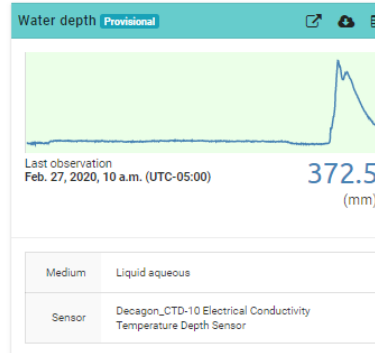 Water depth Provisional
Last observation
Feb. 27, 2020, 10 a.m. (UTC-05:00)
372.5
(mm)
Medium Liquid aqueous
Sensor Decagon_CTD-10 Electrical Conductivity
Temperature Depth Sensor